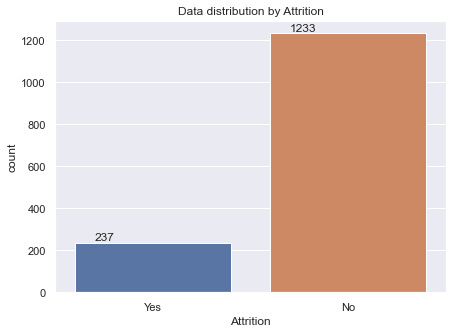 Data distribution by Attrition
1233
1200
1000
800
600
400
237
200
0
count
Yes
No
Attrition